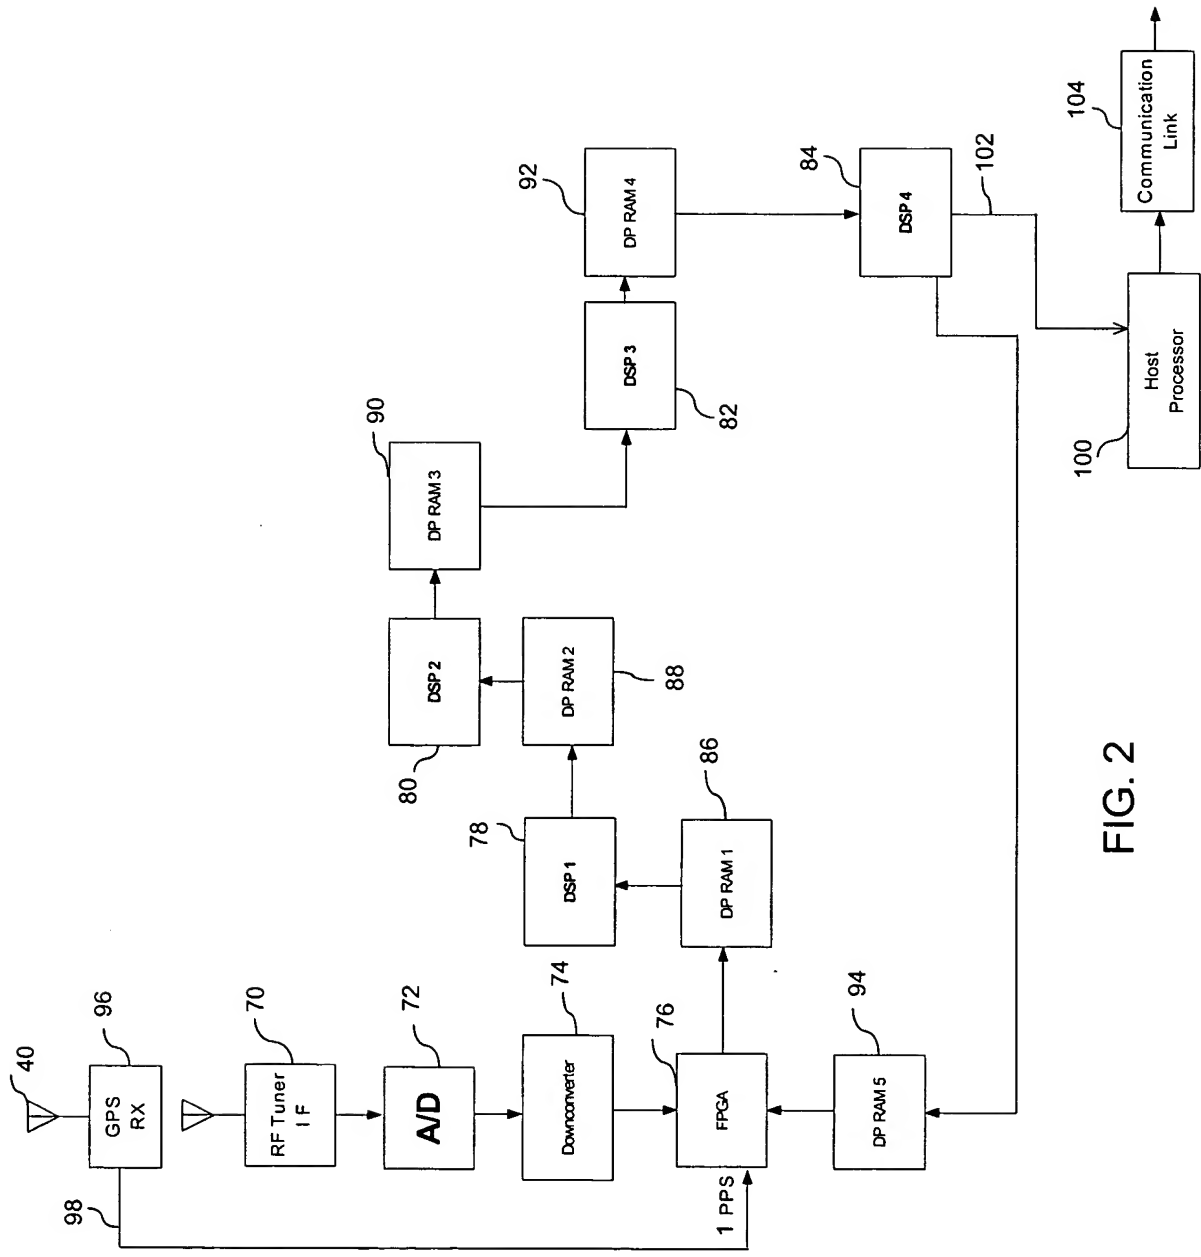 40
96
GPS
RX
98
70
RF Tuner
IF
72
A/D
74
Downconverter
76
FPGA
1 PPS
94
DP RAM 5
86
DP RAM 1
78
DSP 1
88
DP RAM 2
80
DSP 2
90
DP RAM 3
82
DSP 3
92
DP RAM 4
84
DSP 4
102
100
Host
Processor
104
Communication
Link
FIG. 2